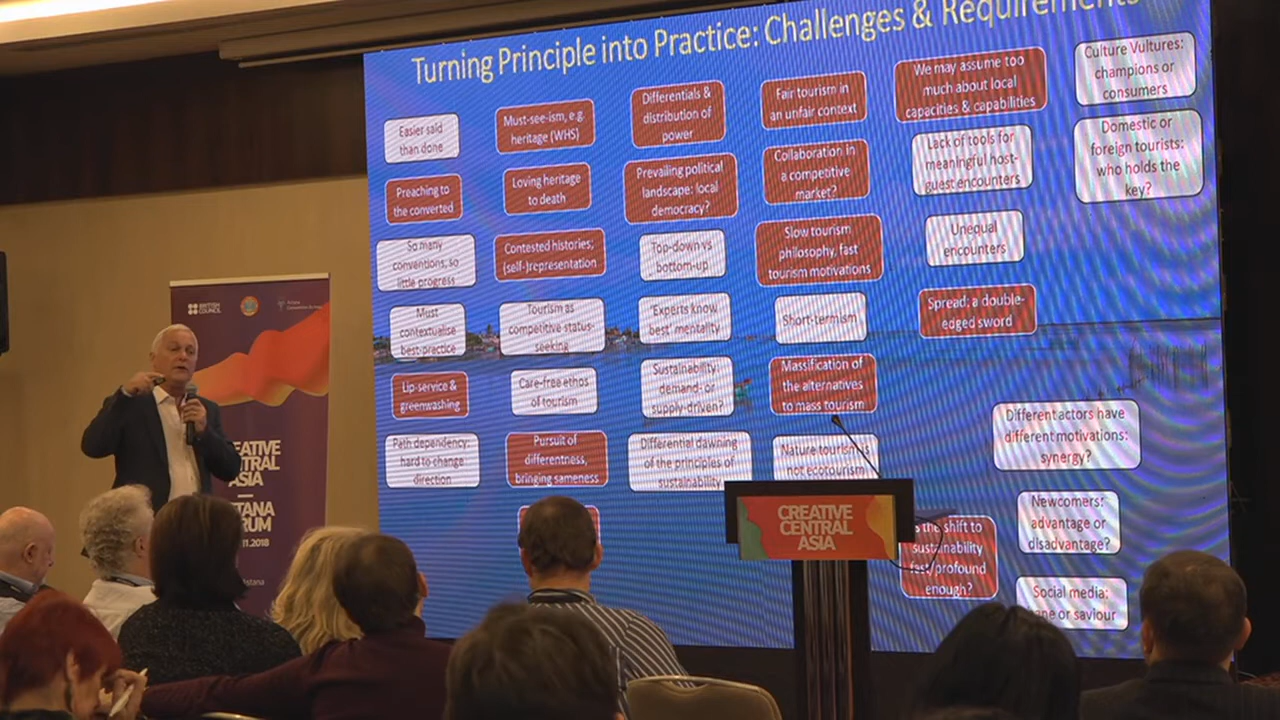 Turning Principle into Practice: Challenges & Requirements
Easier said
than done
Preaching to
the converted
So many
conventions, so
little progress
Must
contextualise
best-practice
Lip-service &
greenwashing
Path dependency:
hard to change
direction
Must-see-ism, e.g.
heritage (WHS)
Loving heritage
to death
Contested histories;
(self-)representation
Tourism as
competitive status-
seeking
Care-free ethos
of tourism
Pursuit of
differentness,
bringing sameness
Differentials &
distribution of
power
Prevailing political
landscape: local
democracy?
Top-down vs
bottom-up
'Experts know
best' mentality
Sustainability:
demand- or
supply-driven?
Differential dawning
of the principles of
sustainability
Fair tourism in
an unfair context
Collaboration in
a competitive
market?
Slow tourism
philosophy, fast
tourism motivations
Short-termism
Massification of
the alternatives
to mass tourism
Nature tourism is
not ecotourism
We may assume too
much about local
capacities & capabilities
Lack of tools for
meaningful host-
guest encounters
Unequal
encounters
Spread: a double-
edged sword
the shift to
sustainability
fast/profound
enough?
Culture Vultures:
champions or
consumers
Domestic or
foreign tourists:
who holds the
key?
Different actors have
different motivations:
synergy?
Newcomers:
advantage or
disadvantage?
Social media:
or saviour
BRITISH
COUNCIL
EATIVE
TRAL
ASIA
TANA
RUM
11.2018
Astana
CREATIVE
CENTRAL
ASIA